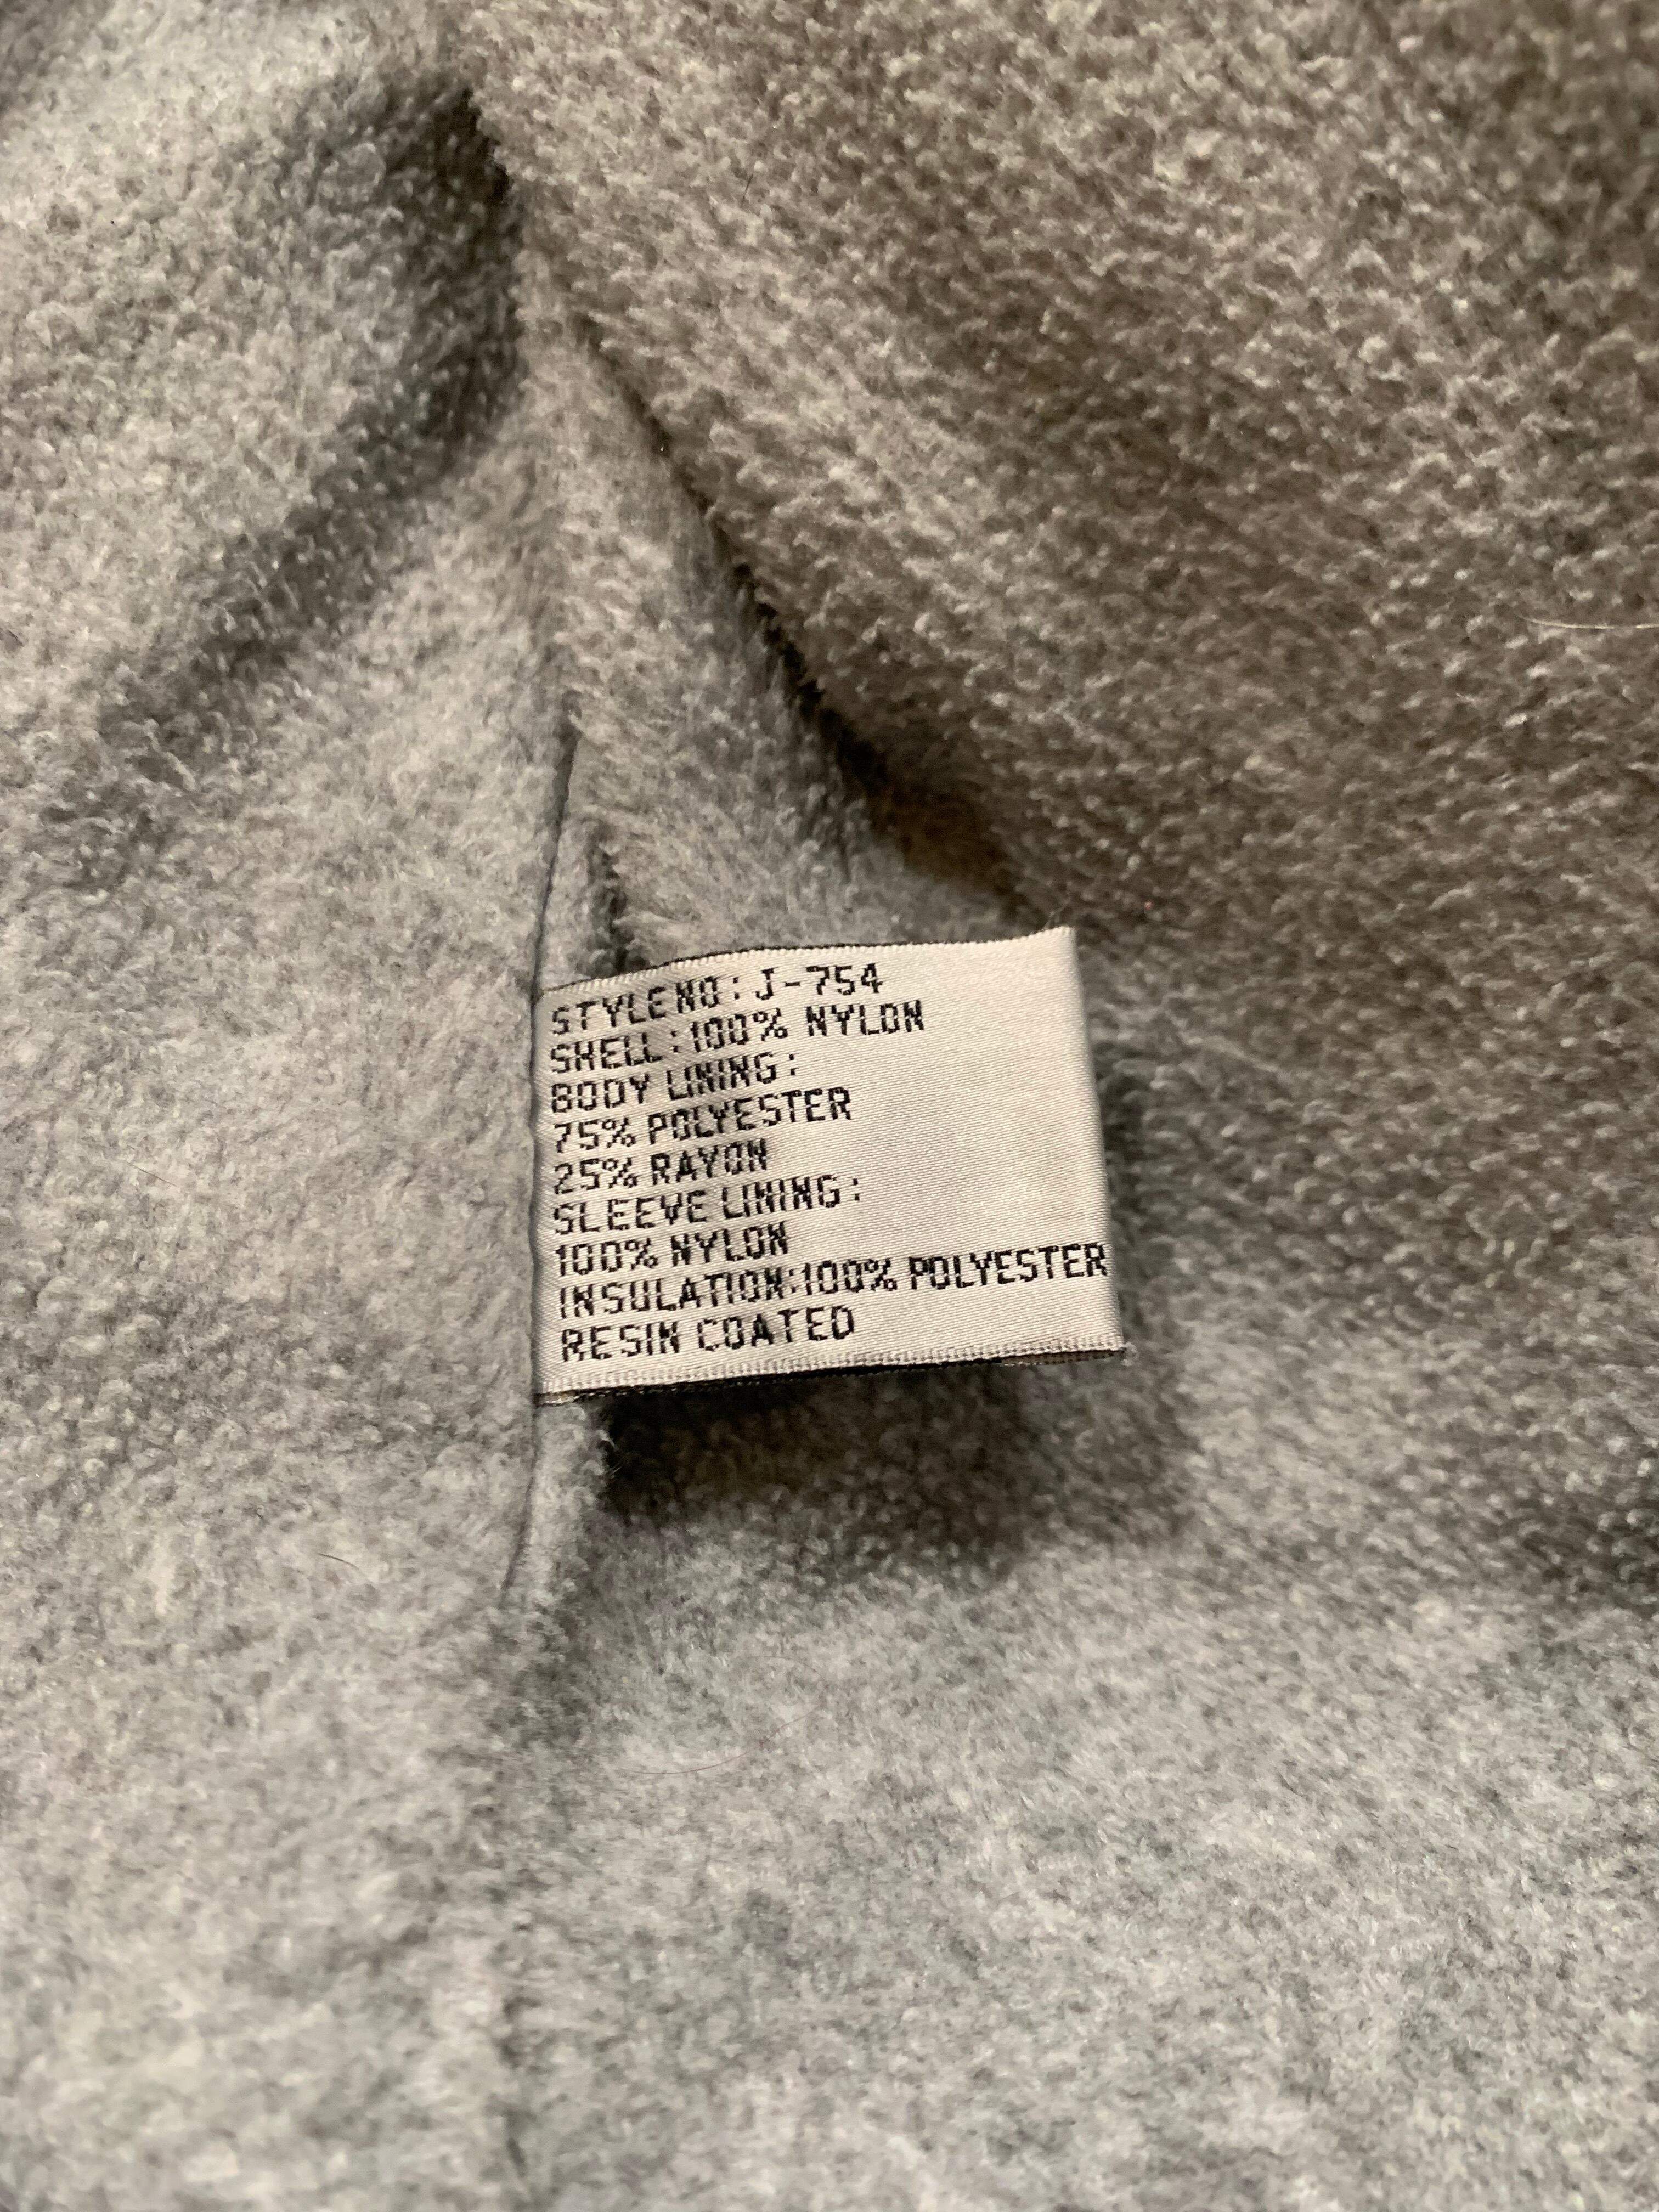 STYLE NO: J-754
SHELL:100% NYLON
BODY LINING:
75% POLYESTER
25% RAYON
SLEEVE LINING:
100% NYLON
INSULATION:100% POLYESTER
RESIN COATED